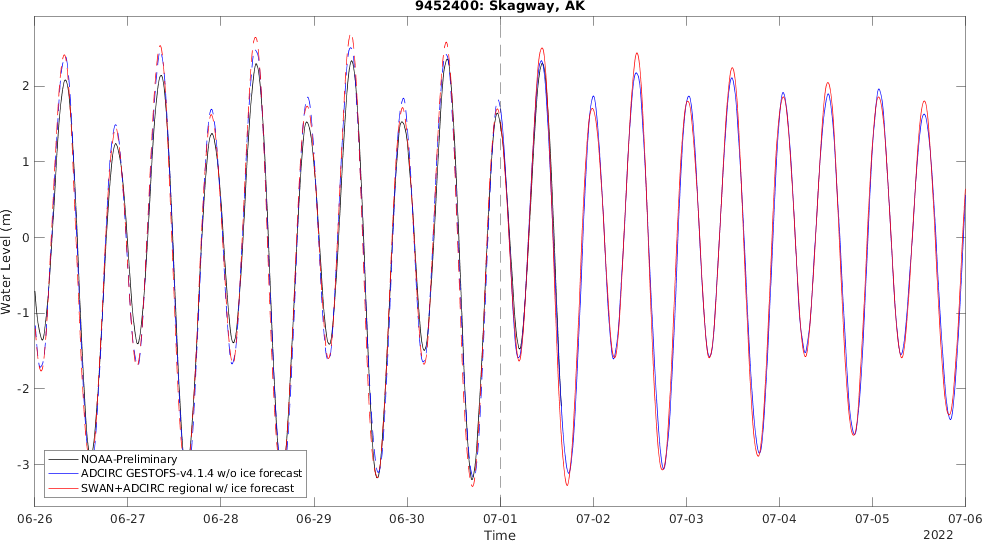 9452400: Skagway, AK
Water Level (m)
2
1
0
-1
-2
-3
NOAA-Preliminary
ADCIRC GESTOFS-v4.1.4 w/o ice forecast
SWAN+ADCIRC regional w/ ice forecast
06-26 06-27 06-28 06-29 06-30 07-01 07-02 07-03 07-04 07-05 07-06
Time
2022